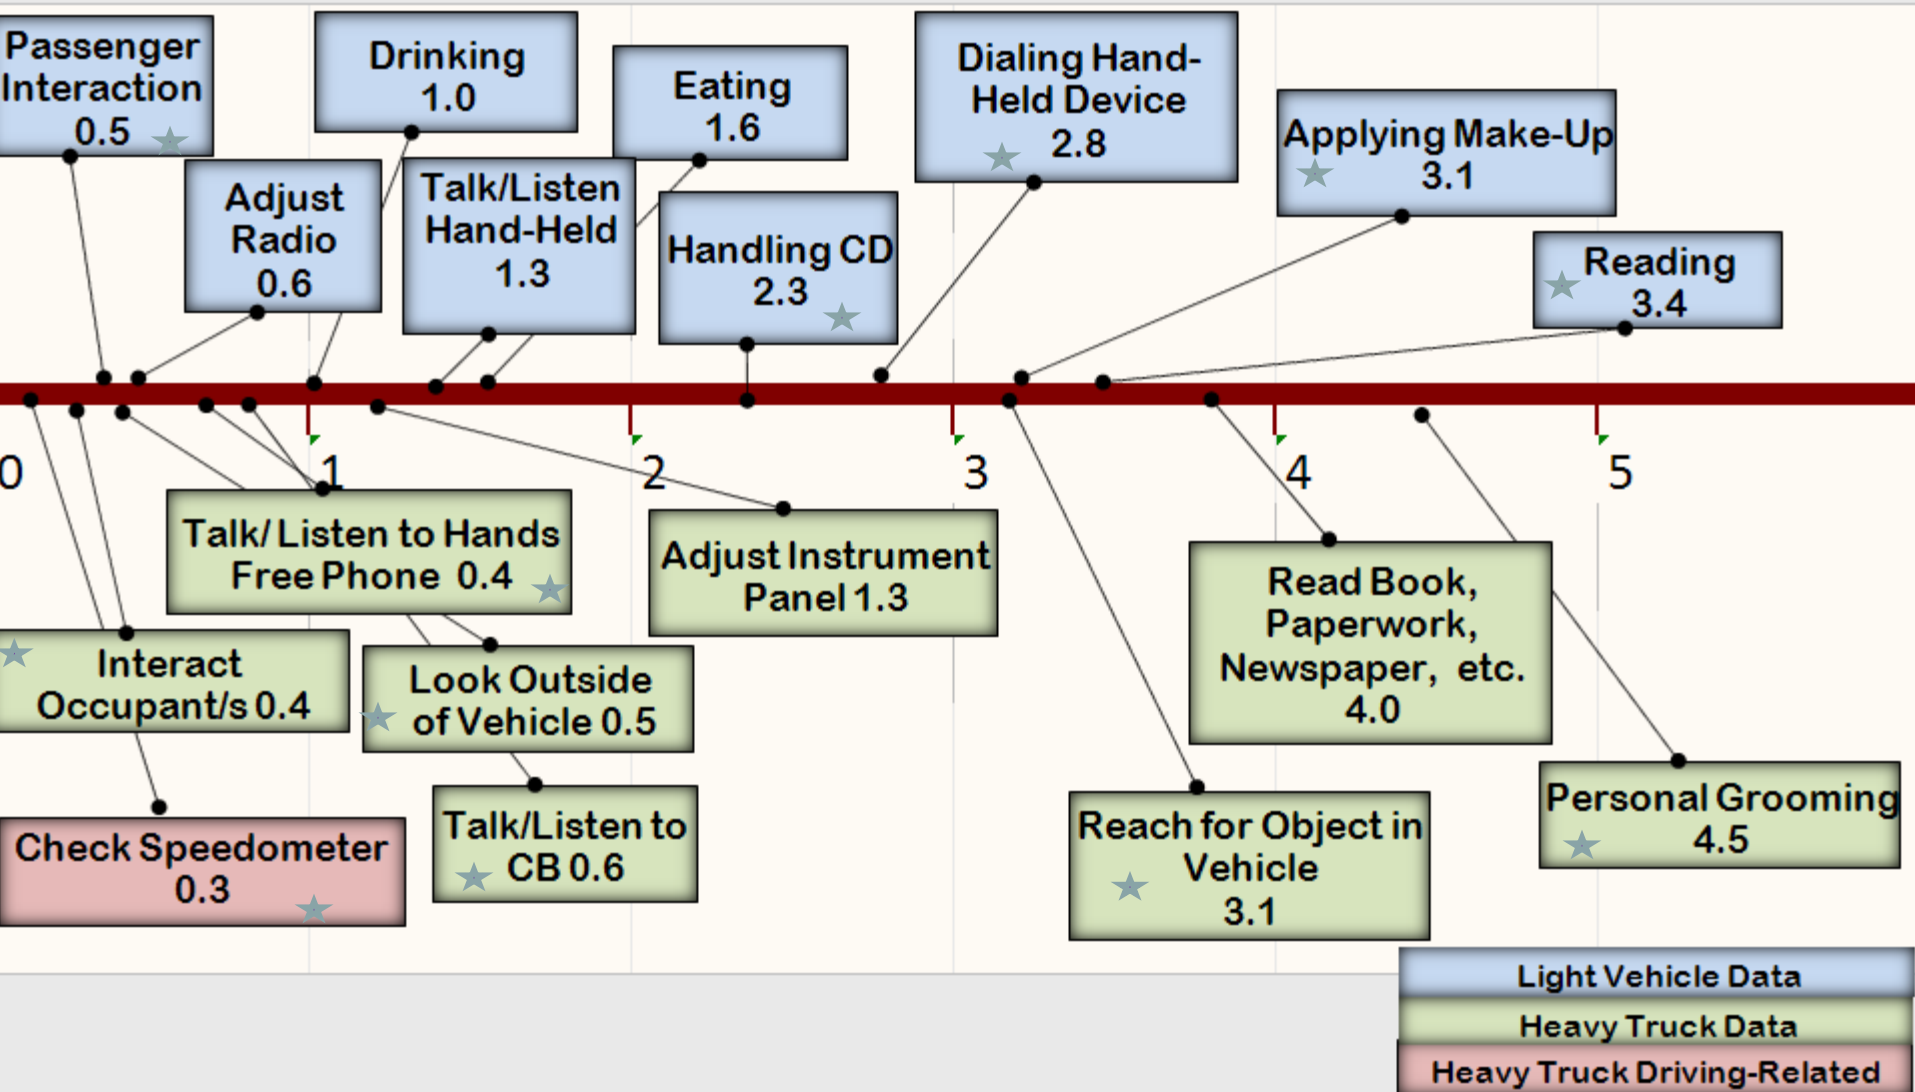 Passenger
Interaction
0.5
Drinking
1.0
Eating
1.6
Dialing Hand-
Held Device
2.8
Applying Make-Up
3.1
Adjust
Radio
0.6
Talk/Listen
Hand-Held
1.3
Handling CD
2.3
Reading
3.4
0
1
2
3
4
5
Talk/ Listen to Hands
Free Phone 0.4
Adjust Instrument
Panel 1.3
Read Book,
Paperwork,
Newspaper, etc.
4.0
Interact
Occupant/s 0.4
Look Outside
of Vehicle 0.5
Check Speedometer
0.3
Talk/Listen to
CB 0.6
Reach for Object in
Vehicle
3.1
Personal Grooming
4.5
Light Vehicle Data
Heavy Truck Data
Heavy Truck Driving-Related